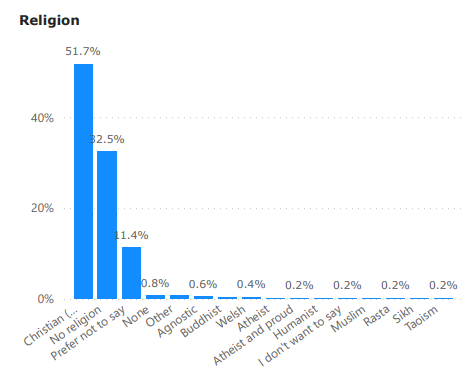 Religion
51.7%
40%
32.5%
20%
11.4%
0.8%
0.6%
0.4%
0.2%
0.2%
0.2%
0.2%
0%
Christian (...
No religion
Prefer not to say
None
Other
Agnostic
Buddhist
Welsh
Atheist
Atheist and proud
Humanist
I don't want to say
Muslim
Rasta
Sikh
Taoism